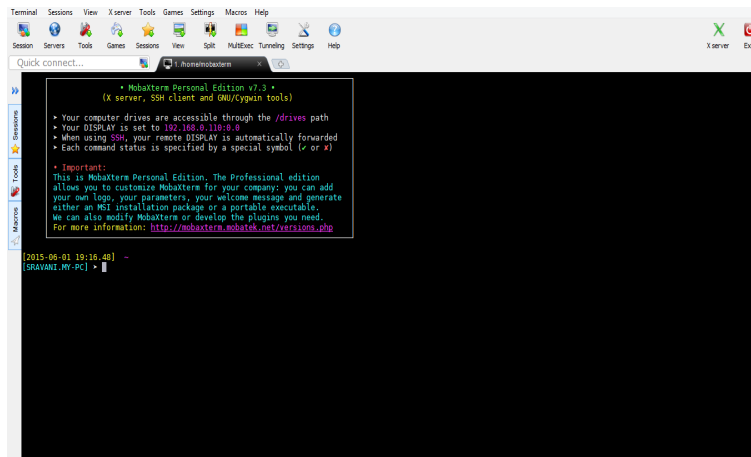 Terminal Sessions View X server Tools Games Settings Macros Help
Session Servers Tools Games Sessions View Split MultiExec Tunneling Settings Help X server
Quick connect... 1. /home/mobaxterm
• MobaXterm Personal Edition v7.3 •
(X server, SSH client and GNU/Cygwin tools)
➤ Your computer drives are accessible through the /drives path
➤ Your DISPLAY is set to 192.168.0.110:0.0
➤ When using SSH, your remote DISPLAY is automatically forwarded
➤ Each command status is specified by a special symbol (✓ or ✗)
• Important:
This is MobaXterm Personal Edition. The Professional edition
allows you to customize MobaXterm for your company: you can add
your own logo, your parameters, your welcome message and generate
either an MSI installation package or a portable executable.
We can also modify MobaXterm or develop the plugins you need.
For more information: http://mobaxterm.mobatek.net/versions.php
[2015-06-01 19:16.48] ~
[SRAVANI.MY-PC] ➤
Sessions
Tools
Macros